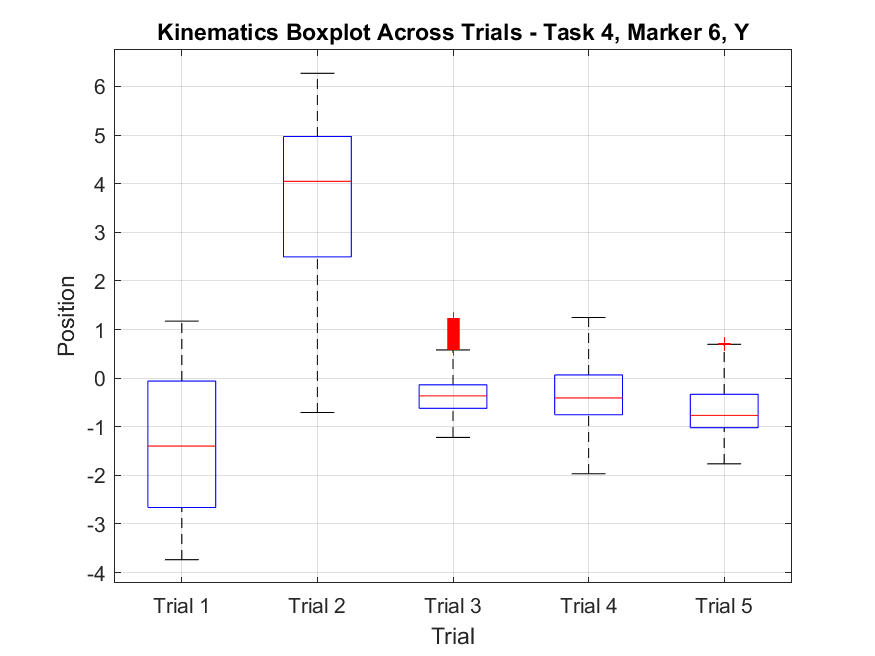 Kinematics Boxplot Across Trials - Task 4, Marker 6, Y
6
5
4
3
2
1
0
-1
-2
-3
-4
Position
Trial 1 Trial 2 Trial 3 Trial 4 Trial 5
Trial